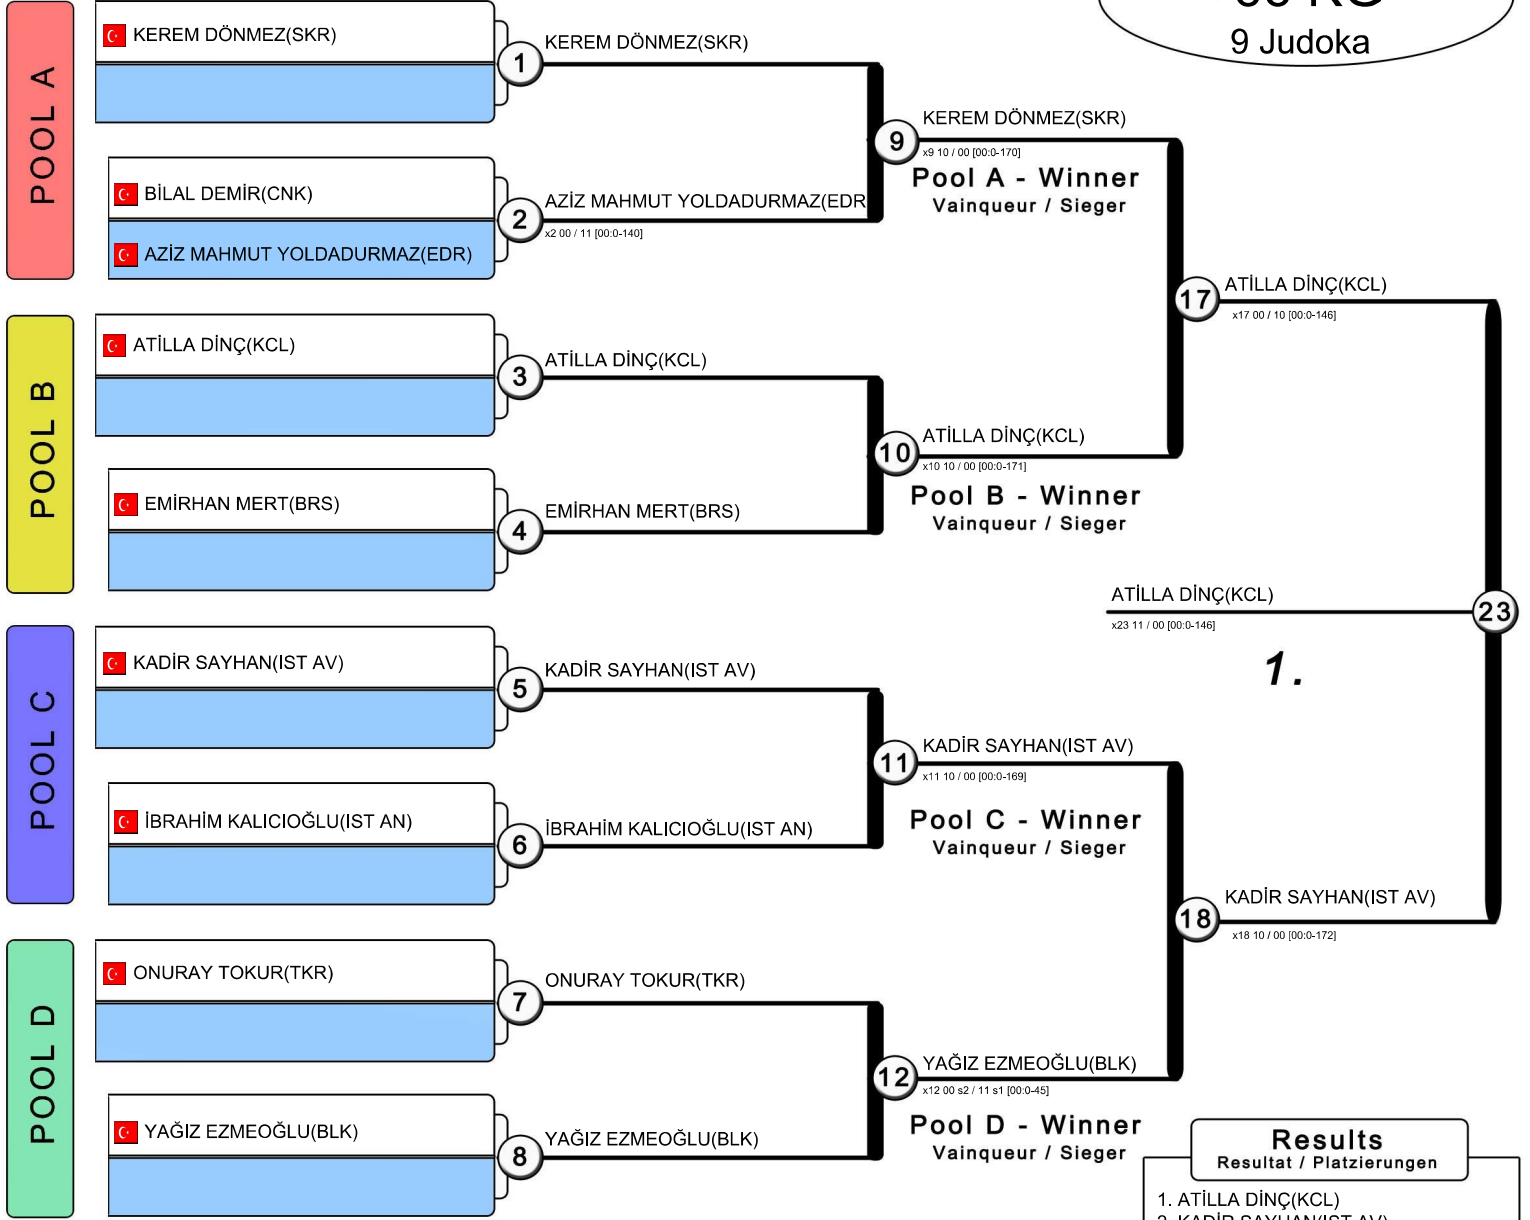 KG
9 Judoka
POOL A
KEREM DÖNMEZ(SKR)
1
KEREM DÖNMEZ(SKR)
BİLAL DEMİR(CNK)
AZİZ MAHMUT YOLDADURMAZ(EDR)
2
AZİZ MAHMUT YOLDADURMAZ(EDR
x2 00 / 11 [00:0-140]
9
KEREM DÖNMEZ(SKR)
x9 10 / 00 [00:0-170]
Pool A - Winner
Vainqueur / Sieger
POOL B
ATİLLA DİNÇ(KCL)
3
ATİLLA DİNÇ(KCL)
EMİRHAN MERT(BRS)
4
EMİRHAN MERT(BRS)
10
ATİLLA DİNÇ(KCL)
x10 10 / 00 [00:0-171]
Pool B - Winner
Vainqueur / Sieger
17
ATİLLA DİNÇ(KCL)
x17 00 / 10 [00:0-146]
ATİLLA DİNÇ(KCL)
x23 11 / 00 [00:0-146]
23
1.
POOL C
KADİR SAYHAN(IST AV)
5
KADİR SAYHAN(IST AV)
İBRAHİM KALICIOĞLU(IST AN)
6
İBRAHİM KALICIOĞLU(IST AN)
11
KADİR SAYHAN(IST AV)
x11 10 / 00 [00:0-169]
Pool C - Winner
Vainqueur / Sieger
18
KADİR SAYHAN(IST AV)
x18 10 / 00 [00:0-172]
POOL D
ONURAY TOKUR(TKR)
7
ONURAY TOKUR(TKR)
YAĞIZ EZMEOĞLU(BLK)
8
YAĞIZ EZMEOĞLU(BLK)
12
YAĞIZ EZMEOĞLU(BLK)
x12 00 s2 / 11 s1 [00:0-45]
Pool D - Winner
Vainqueur / Sieger
Results
Resultat / Platzierungen
1. ATİLLA DİNÇ(KCL)
2. KADİR SAYHAN(IST AV)